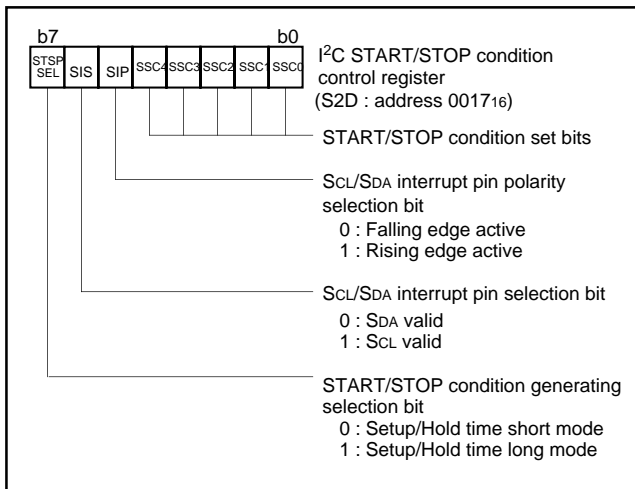 b7 b0
STSP SEL SIS SIP SSC4 SSC3 SSC2 SSC1 SSC0
I2C START/STOP condition
control register
(S2D : address 001716)
START/STOP condition set bits
SCL/SDA interrupt pin polarity
selection bit
0 : Falling edge active
1 : Rising edge active
SCL/SDA interrupt pin selection bit
0 : SDA valid
1 : SCL valid
START/STOP condition generating
selection bit
0 : Setup/Hold time short mode
1 : Setup/Hold time long mode